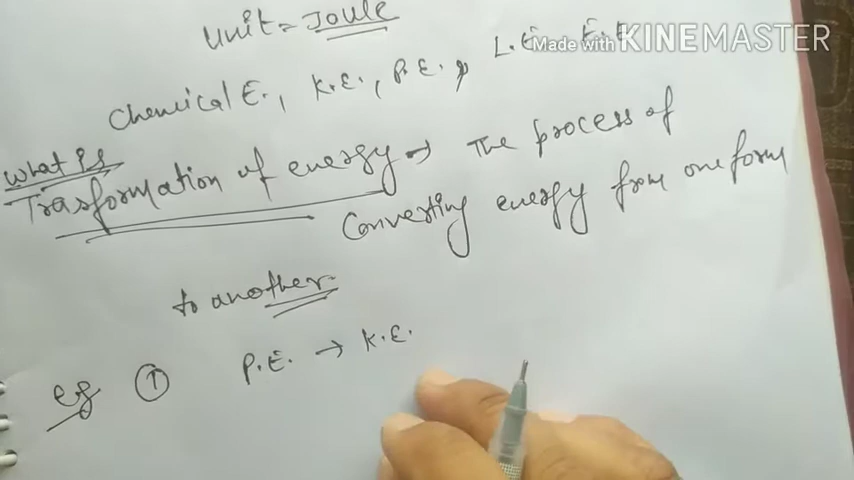 Unit = Joule
Made with KINEMASTER
Chemical E., K.E., P.E., L.E. E.E
What is
Trasformation of energy → The process of
Converting energy from one form
to another.
eg ① P.E. → K.E.